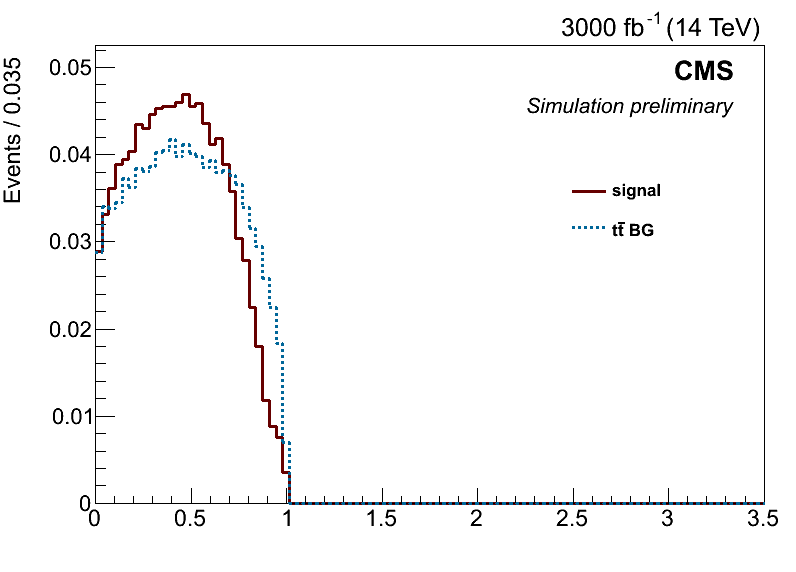 3000 fb⁻¹ (14 TeV)
CMS
Simulation preliminary
Events / 0.035
0.05
0.04
0.03
0.02
0.01
0
signal
tt̄ BG
0 0.5 1 1.5 2 2.5 3 3.5